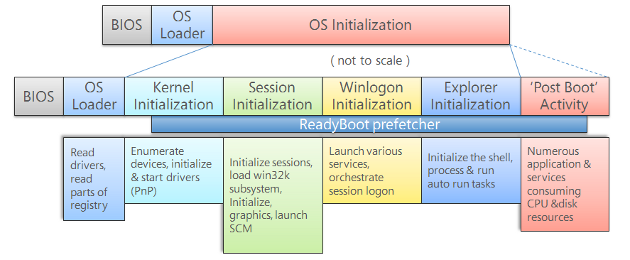 BIOS
OS
Loader
OS Initialization
( not to scale )
BIOS
OS
Loader
Kernel
Initialization
Session
Initialization
Winlogon
Initialization
Explorer
Initialization
‘Post Boot’
Activity
ReadyBoot prefetcher
Read
drivers,
read
parts of
registry
Enumerate
devices, initialize
& start drivers
(PnP)
Initialize sessions,
load win32k
subsystem,
Initialize,
graphics, launch
SCM
Launch various
services,
orchestrate
session logon
Initialize the shell,
process & run
auto run tasks
Numerous
application &
services
consuming
CPU &disk
resources